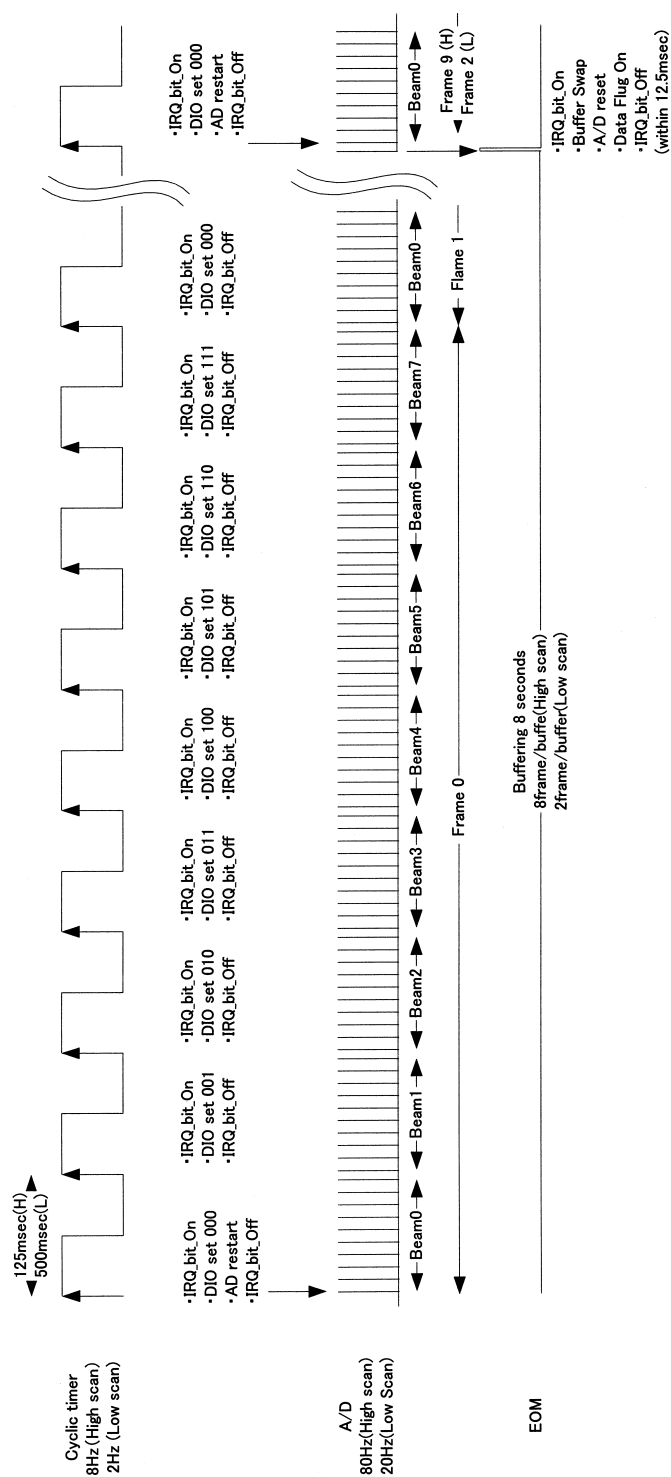 125msec(H)
500msec(L)
Cyclic timer
8Hz (High scan)
2Hz (Low scan)
・IRQ_bit_On
・DIO set 000
・AD restart
・IRQ_bit_Off
・IRQ_bit_On
・DIO set 001
・IRQ_bit_Off
・IRQ_bit_On
・DIO set 010
・IRQ_bit_Off
・IRQ_bit_On
・DIO set 011
・IRQ_bit_Off
・IRQ_bit_On
・DIO set 100
・IRQ_bit_Off
・IRQ_bit_On
・DIO set 101
・IRQ_bit_Off
・IRQ_bit_On
・DIO set 110
・IRQ_bit_Off
・IRQ_bit_On
・DIO set 111
・IRQ_bit_Off
・IRQ_bit_On
・DIO set 000
・IRQ_bit_Off
・IRQ_bit_On
・DIO set 000
・AD restart
・IRQ_bit_Off
A/D
80Hz(High scan)
20Hz(Low Scan)
Beam0
Beam1
Beam2
Beam3
Beam4
Beam5
Beam6
Beam7
Beam0
Beam0
Frame 0
Flame 1
Frame 9 (H)
Frame 2 (L)
EOM
Buffering 8 seconds
8frame/buffe(High scan)
2frame/buffer(Low scan)
・IRQ_bit_On
・Buffer Swap
・A/D reset
・Data Flug On
・IRQ_bit_Off
(within 12.5msec)